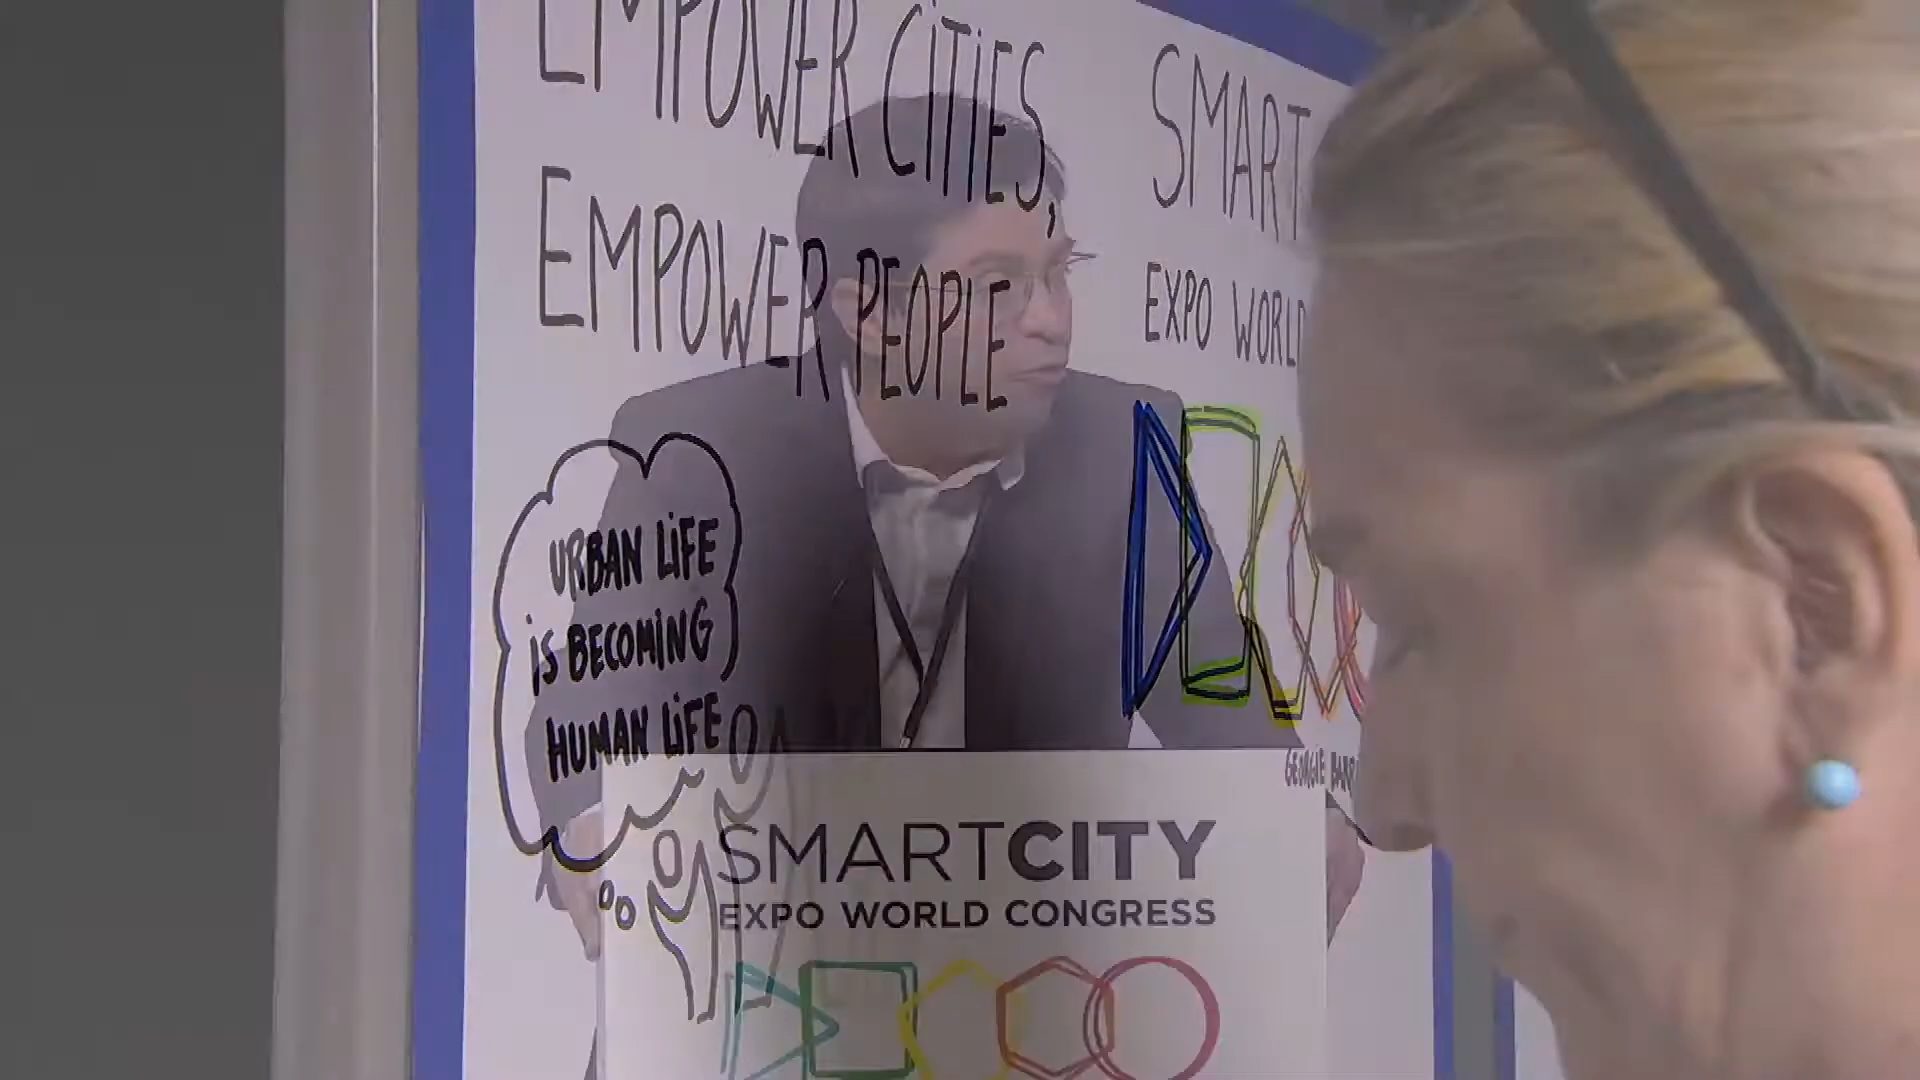 EMPOWER CITIES,
EMPOWER PEOPLE
SMART
EXPO WORLD
URBAN LIFE
IS BECOMING
HUMAN LIFE
SMARTCITY
EXPO WORLD CONGRESS